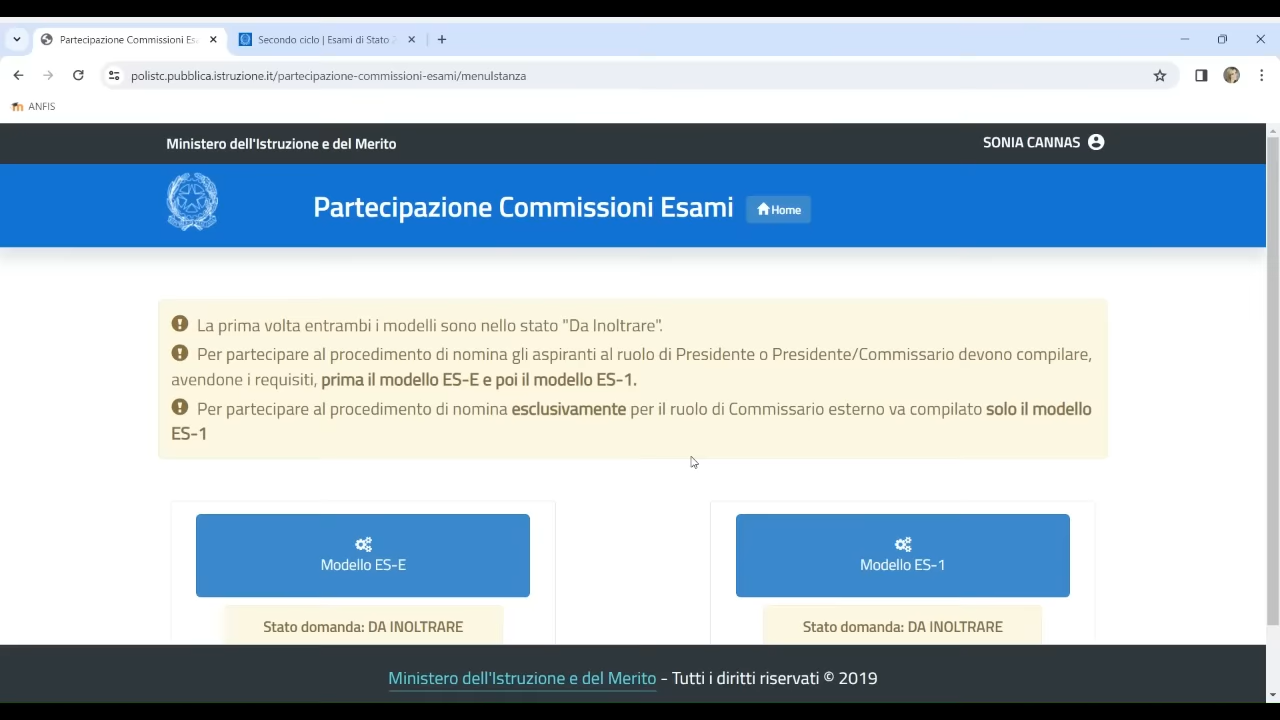 Partecipazione Commissioni Es
Secondo ciclo | Esami di Stato
polistc.pubblica.istruzione.it/partecipazione-commissioni-esami/menuIstanza
ANFIS
Ministero dell'Istruzione e del Merito
SONIA CANNAS
Partecipazione Commissioni Esami
Home
La prima volta entrambi i modelli sono nello stato "Da Inoltrare".
Per partecipare al procedimento di nomina gli aspiranti al ruolo di Presidente o Presidente/Commissario devono compilare,
avendone i requisiti, prima il modello ES-E e poi il modello ES-1.
Per partecipare al procedimento di nomina esclusivamente per il ruolo di Commissario esterno va compilato solo il modello
ES-1
Modello ES-E
Modello ES-1
Stato domanda: DA INOLTRARE
Stato domanda: DA INOLTRARE
Ministero dell'Istruzione e del Merito - Tutti i diritti riservati © 2019